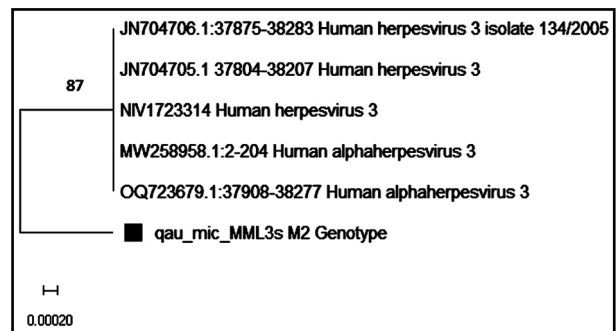 JN704706.1:37875-38283 Human herpesvirus 3 isolate 134/2005
JN704705.1 37804-38207 Human herpesvirus 3
87
NIV1723314 Human herpesvirus 3
MW258958.1:2-204 Human alphaherpesvirus 3
OQ723679.1:37908-38277 Human alphaherpesvirus 3
qau_mic_MML3s M2 Genotype
0.00020